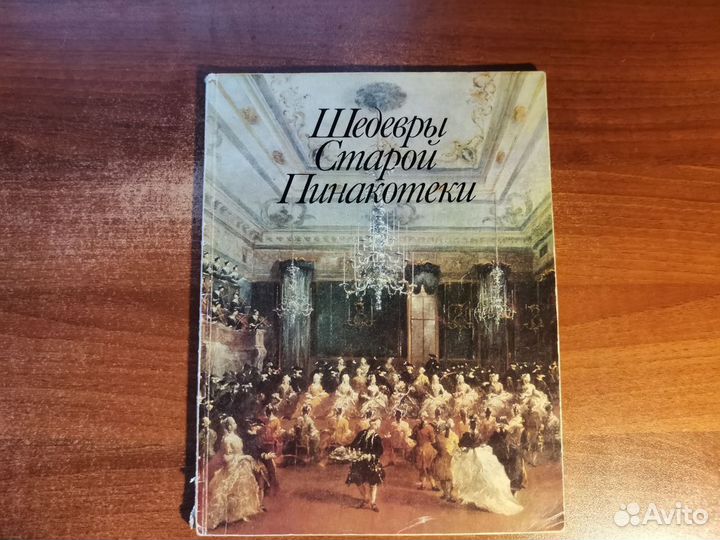 Шедевры
Старой
Пинакотеки
Avito